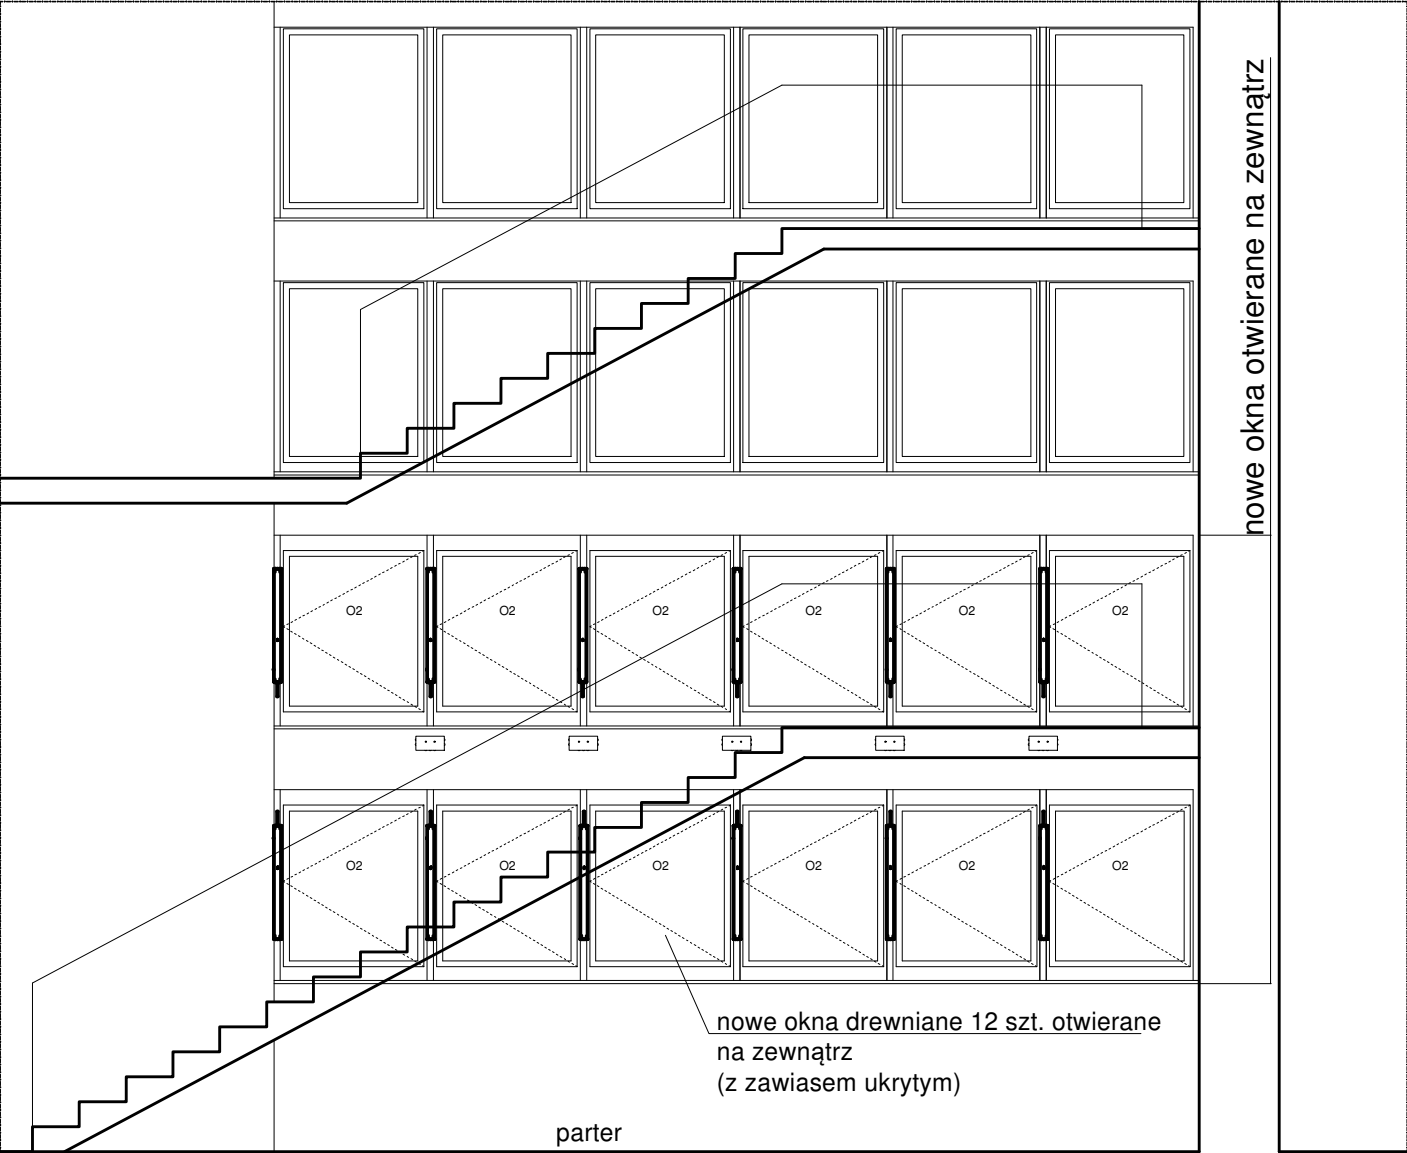 nowe okna otwierane na zewnątrz
O2 O2 O2 O2 O2 O2
O2 O2 O2 O2 O2 O2
nowe okna drewniane 12 szt. otwierane
na zewnątrz
(z zawiasem ukrytym)
parter